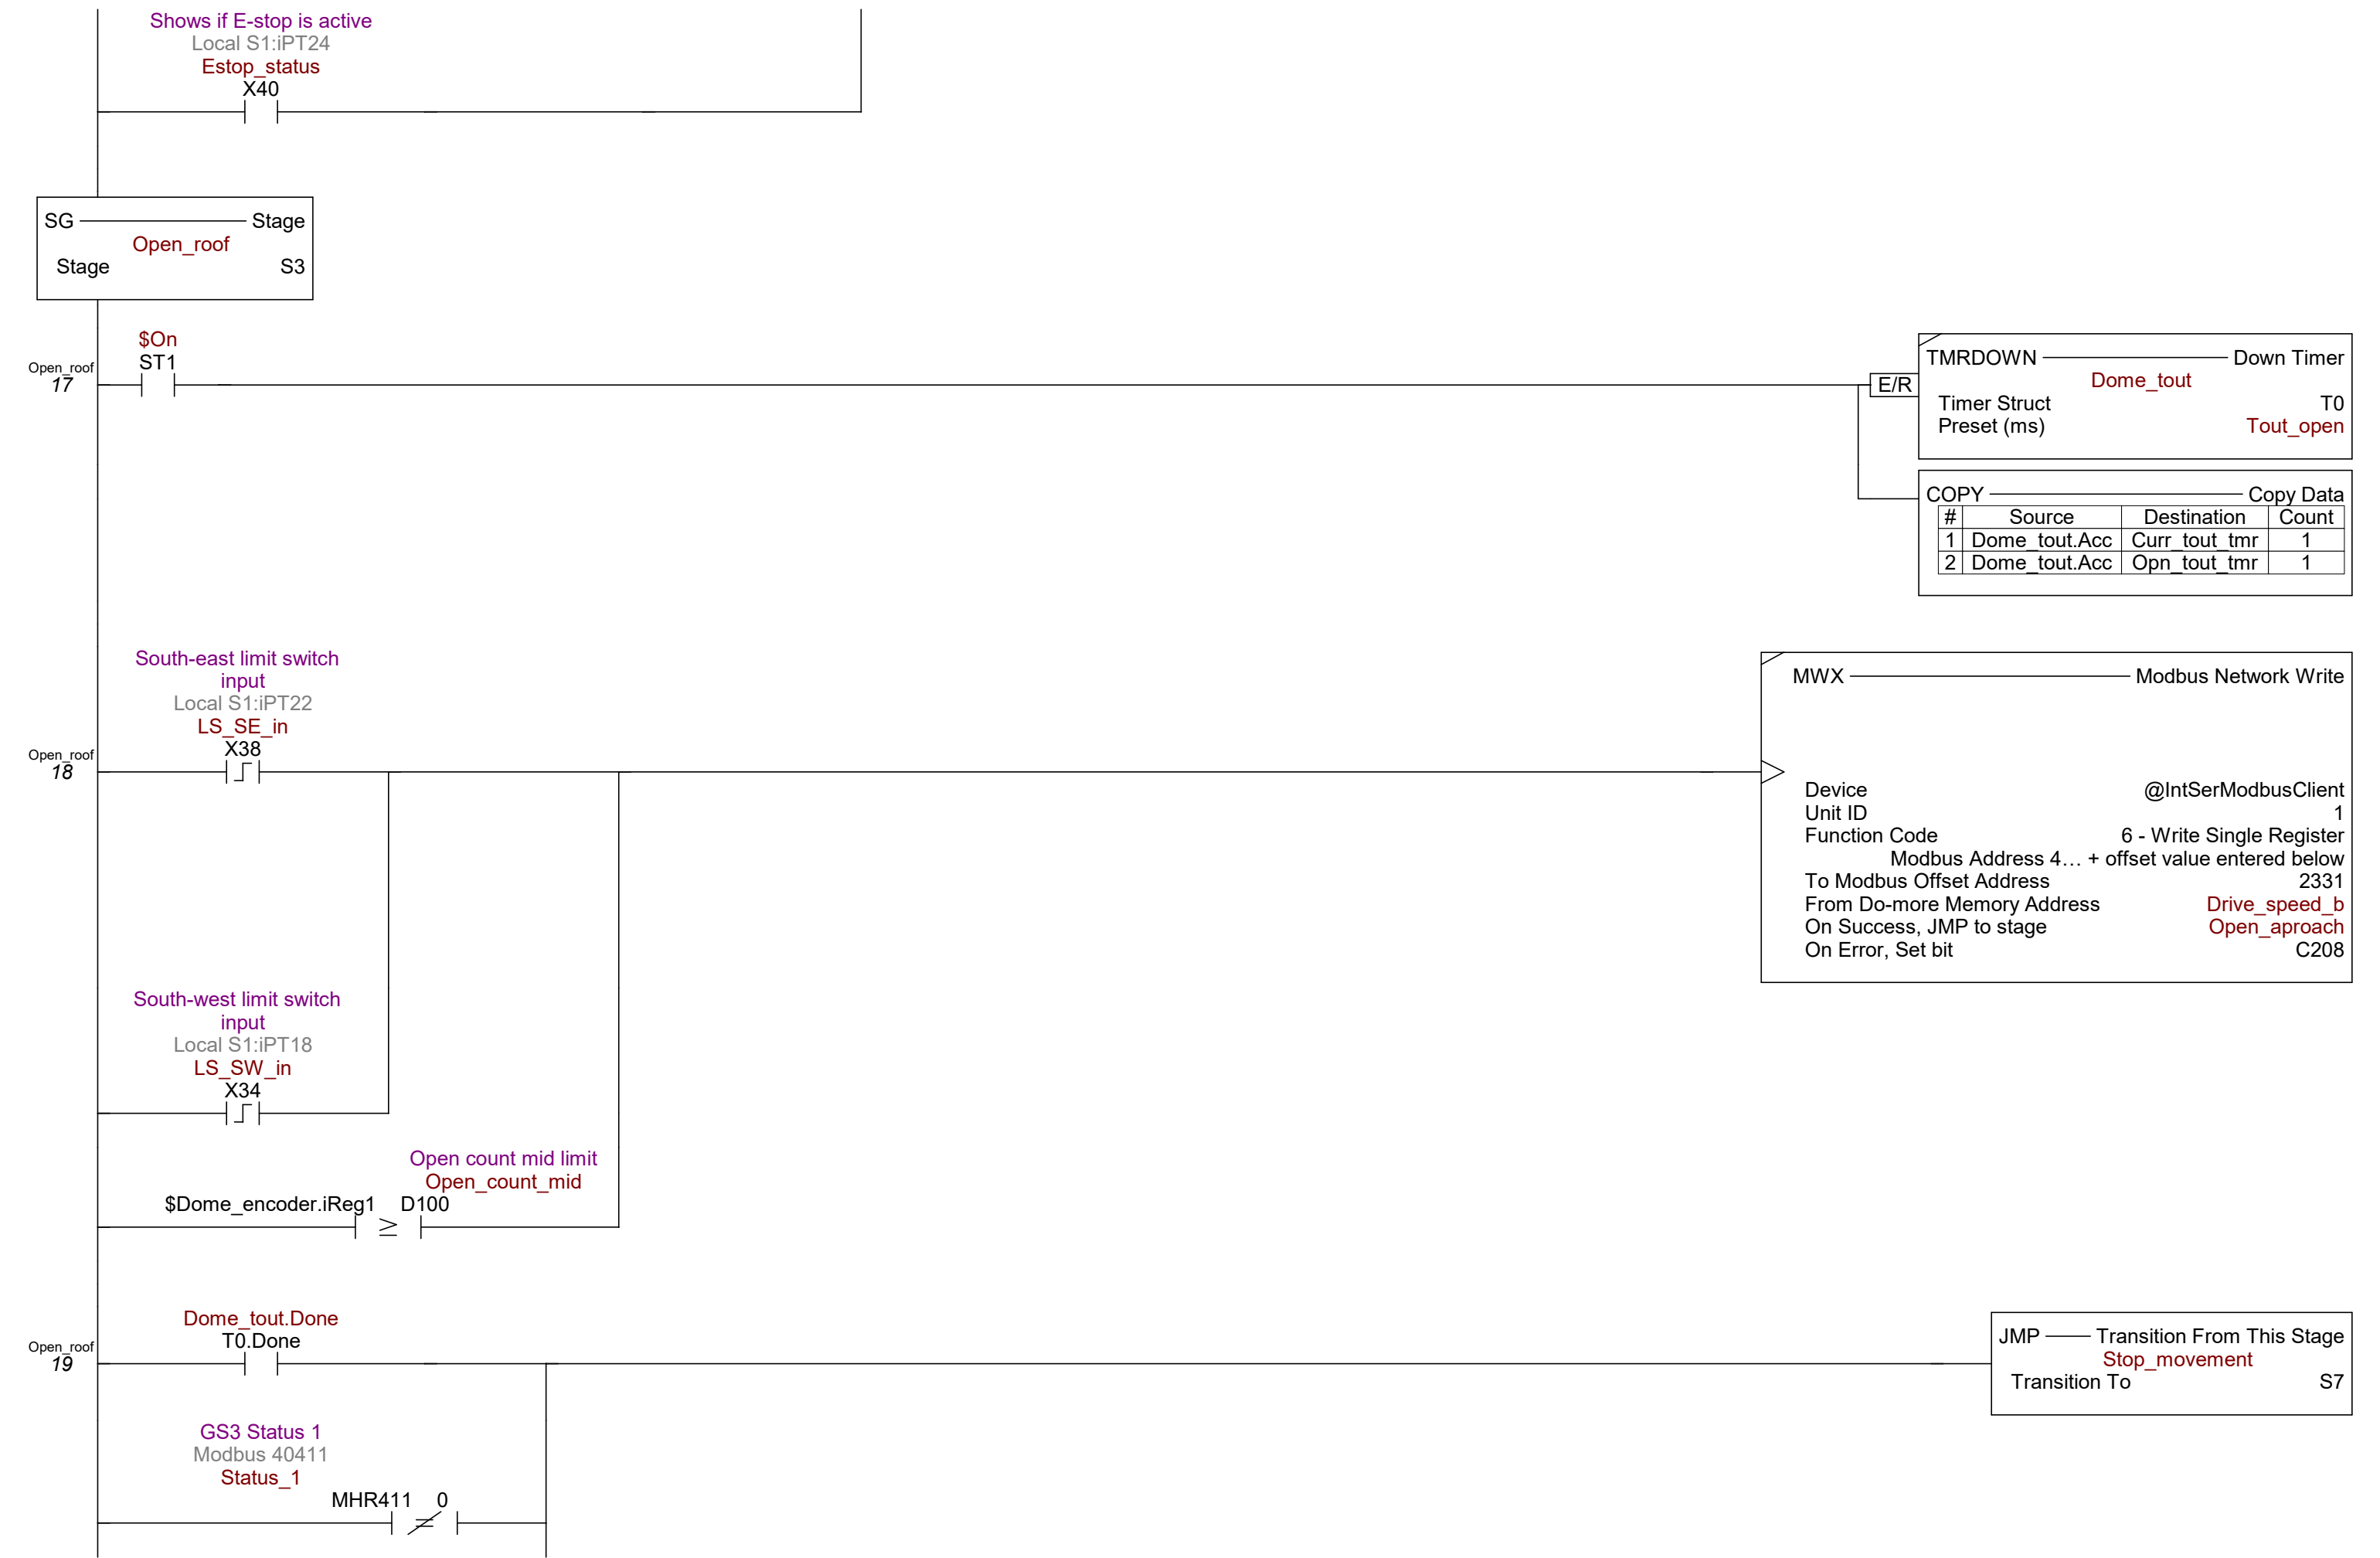 Shows if E-stop is active
Local S1:iPT24
Estop_status
X40
SG Stage
Open_roof
Stage S3
$On
ST1
Open_roof
17
E/R
TMRDOWN Down Timer
Dome_tout
Timer Struct T0
Preset (ms) Tout_open
COPY Copy Data
# Source Destination Count
1 Dome_tout.Acc Curr_tout_tmr 1
2 Dome_tout.Acc Opn_tout_tmr 1
South-east limit switch
input
Local S1:iPT22
LS_SE_in
X38
Open_roof
18
MWX Modbus Network Write
Device @IntSerModbusClient
Unit ID 1
Function Code 6 - Write Single Register
Modbus Address 4… + offset value entered below
To Modbus Offset Address 2331
From Do-more Memory Address Drive_speed_b
On Success, JMP to stage Open_aproach
On Error, Set bit C208
South-west limit switch
input
Local S1:iPT18
LS_SW_in
X34
Open count mid limit
Open_count_mid
$Dome_encoder.iReg1 ≥ D100
Dome_tout.Done
T0.Done
Open_roof
19
JMP Transition From This Stage
Stop_movement
Transition To S7
GS3 Status 1
Modbus 40411
Status_1
MHR411 ≠ 0